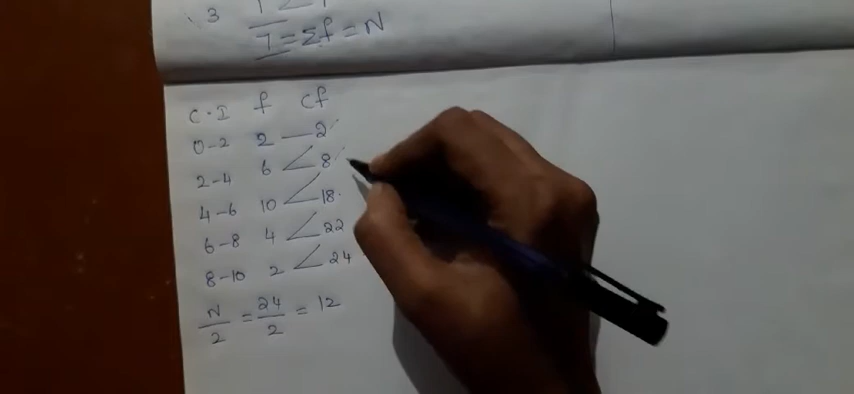 3
7 = Σf = N
C.I f Cf
0-2 2 2
2-4 6 8
4-6 10 18
6-8 4 22
8-10 2 24
N/2 = 24/2 = 12